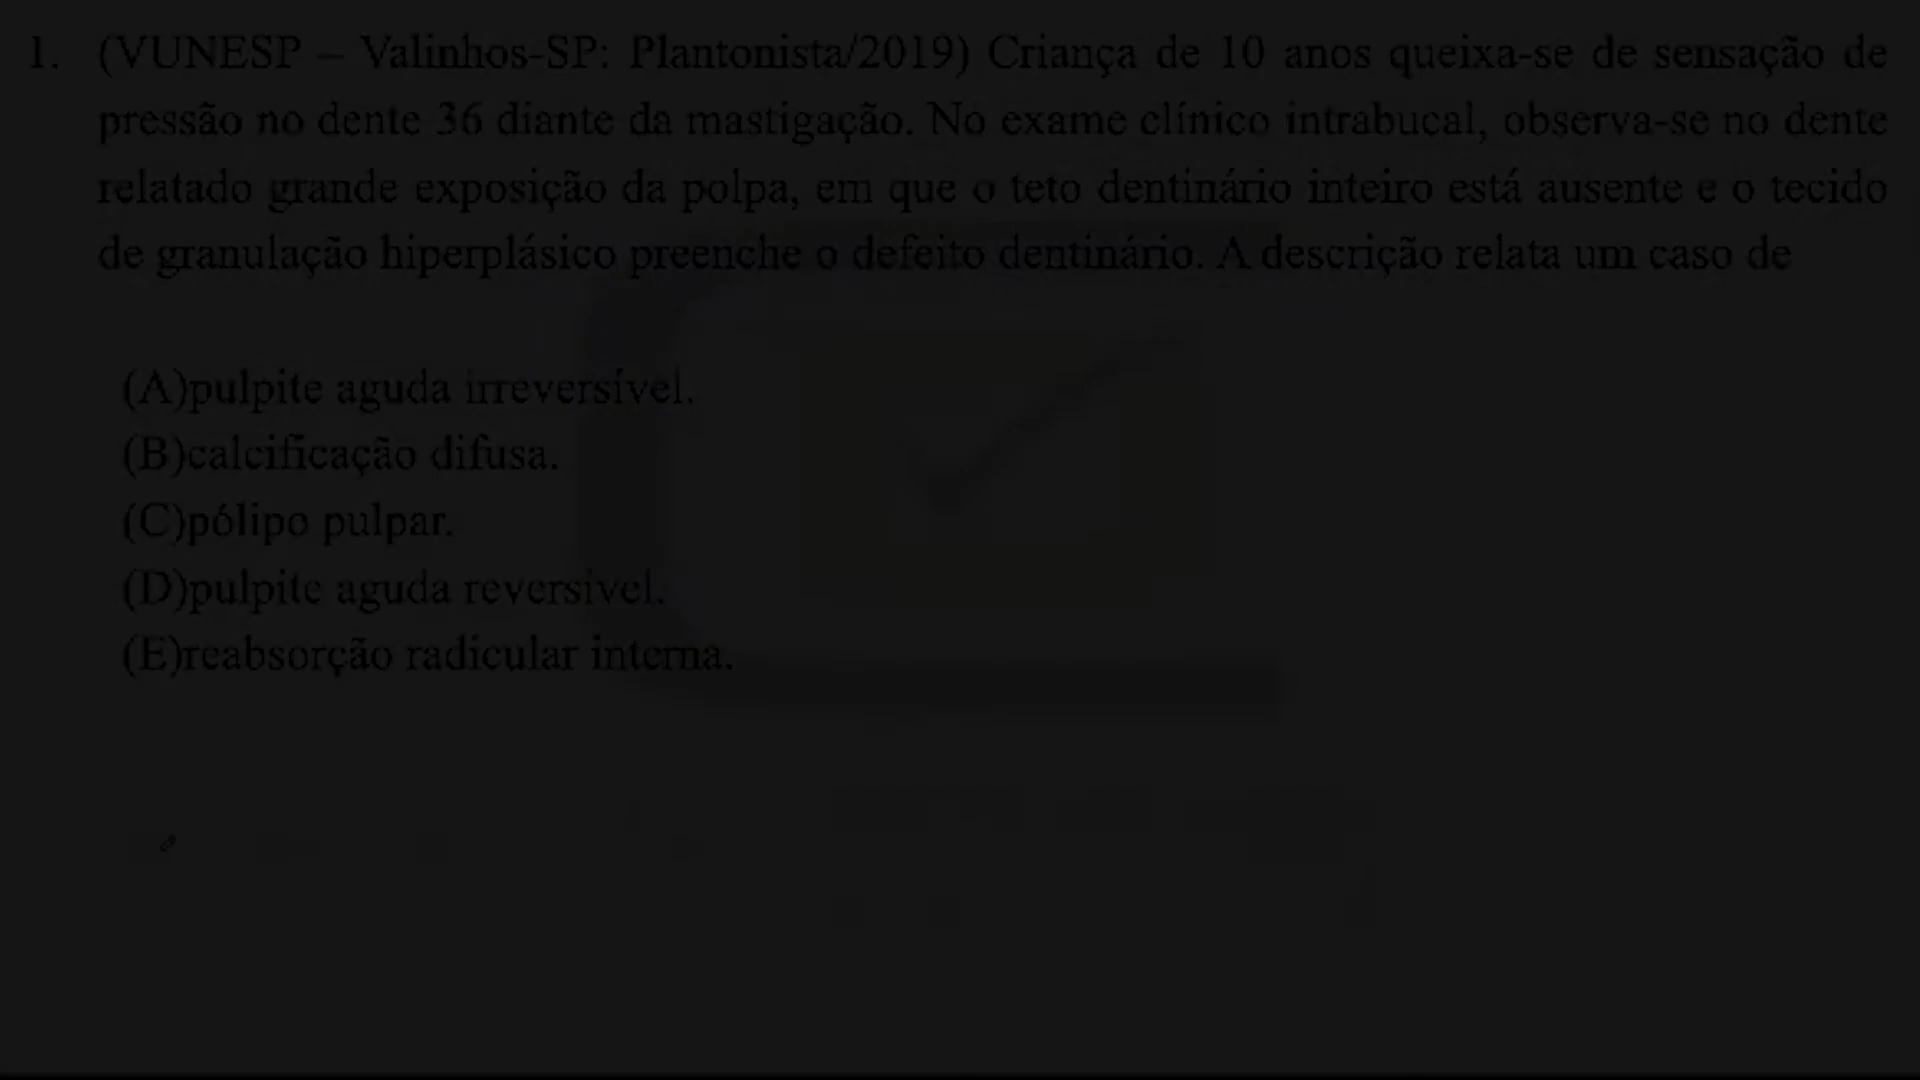 1. (VUNESP – Valinhos-SP: Plantonista/2019) Criança de 10 anos queixa-se de sensação de
pressão no dente 36 diante da mastigação. No exame clínico intrabucal, observa-se no dente
relatado grande exposição da polpa, em que o teto dentinário inteiro está ausente e o tecido
de granulação hiperplásico preenche o defeito dentinário. A descrição relata um caso de
(A)pulpite aguda irreversível.
(B)calcificação difusa.
(C)pólipo pulpar.
(D)pulpite aguda reversível.
(E)reabsorção radicular interna.